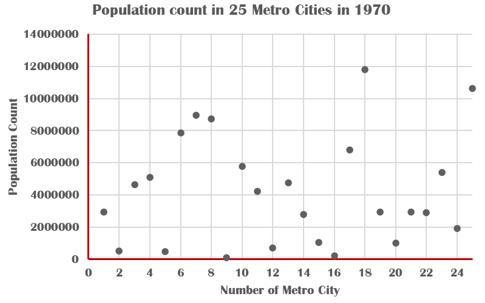 Population count in 25 Metro Cities in 1970
14000000
12000000
10000000
8000000
6000000
4000000
2000000
0
0 2 4 6 8 10 12 14 16 18 20 22 24
Population Count
Number of Metro City